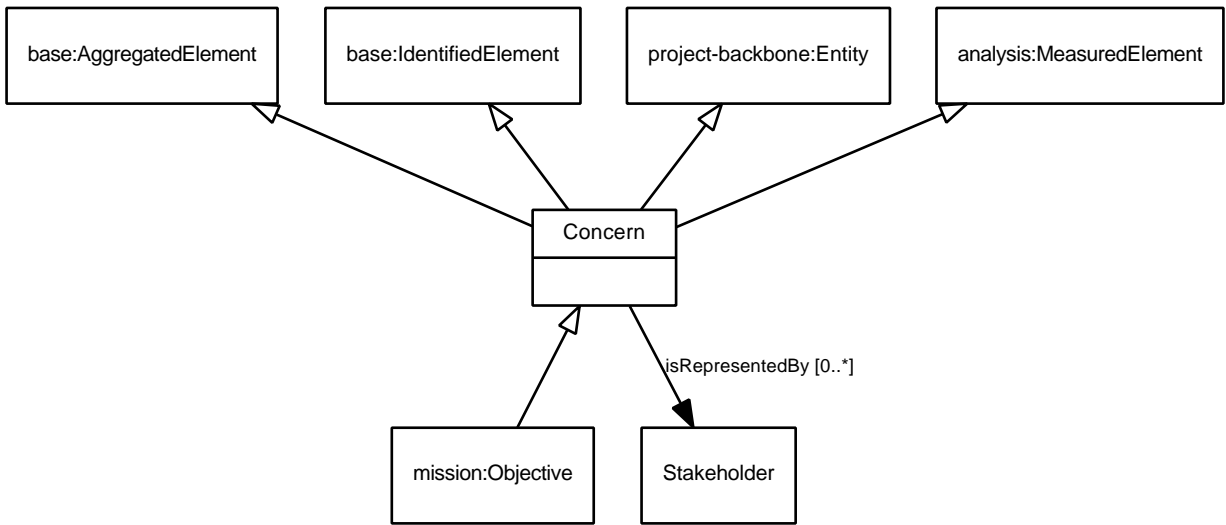 base:AggregatedElement
base:IdentifiedElement
project-backbone:Entity
analysis:MeasuredElement
Concern
isRepresentedBy [0..*]
mission:Objective
Stakeholder